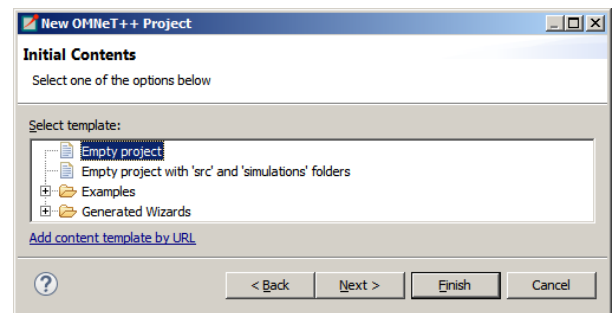 New OMNeT++ Project
Initial Contents
Select one of the options below
Select template:
Empty project
Empty project with 'src' and 'simulations' folders
Examples
Generated Wizards
Add content template by URL
? < Back Next > Finish Cancel